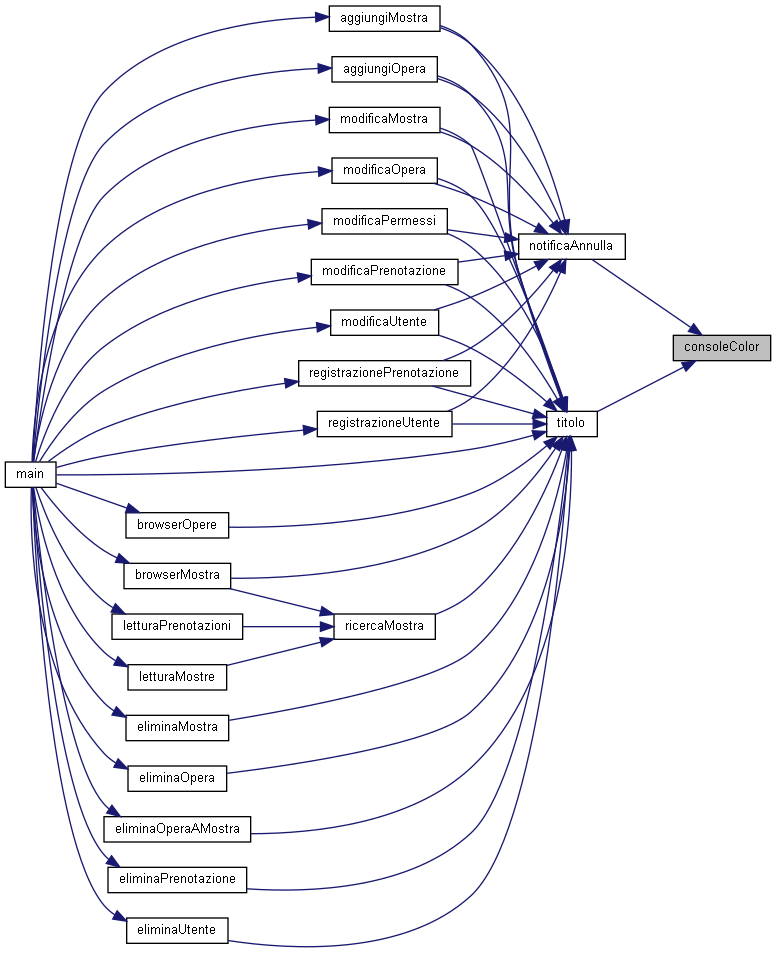 aggiungiMostra
aggiungiOpera
modificaMostra
modificaOpera
modificaPermessi
notificaAnnulla
modificaPrenotazione
modificaUtente
consoleColor
registrazionePrenotazione
registrazioneUtente
titolo
main
browserOpere
browserMostra
letturaPrenotazioni
ricercaMostra
letturaMostre
eliminaMostra
eliminaOpera
eliminaOperaAMostra
eliminaPrenotazione
eliminaUtente